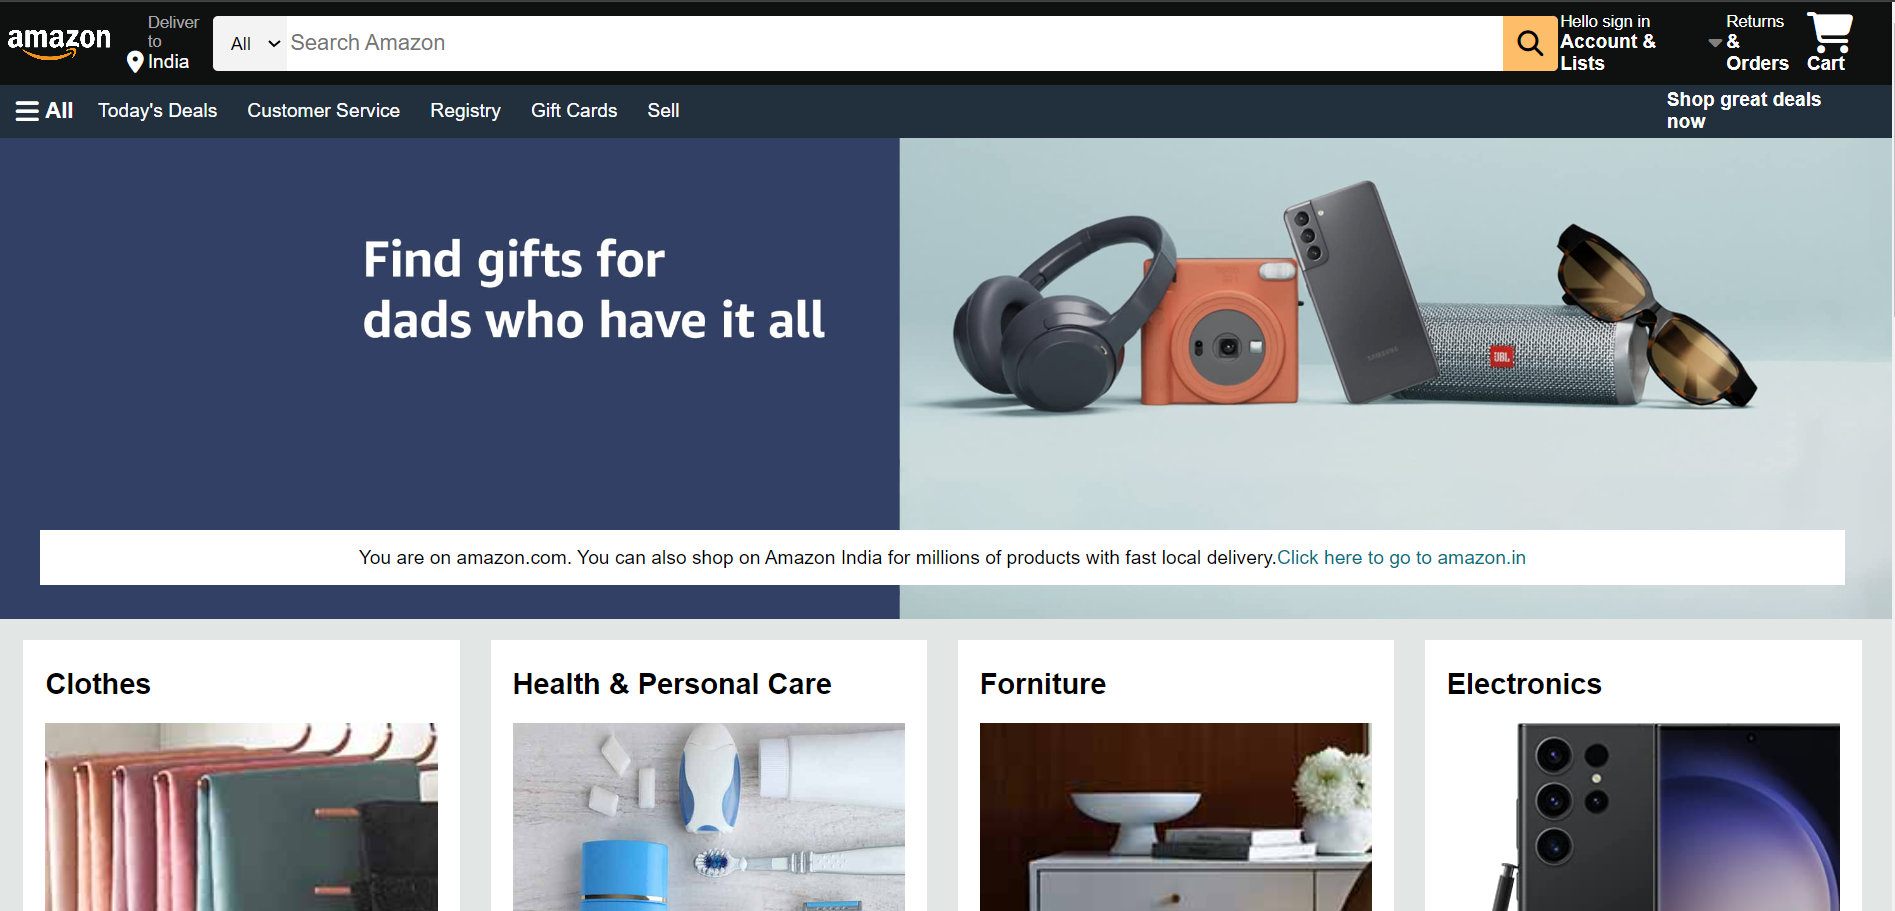 amazon
Deliver
to
India
All
Search Amazon
Hello sign in
Account &
Lists
Returns
&
Orders
Cart
All
Today's Deals
Customer Service
Registry
Gift Cards
Sell
Shop great deals
now
Find gifts for
dads who have it all
SAMSUNG
JBL
You are on amazon.com. You can also shop on Amazon India for millions of products with fast local delivery.Click here to go to amazon.in
Clothes
Health & Personal Care
Forniture
Electronics